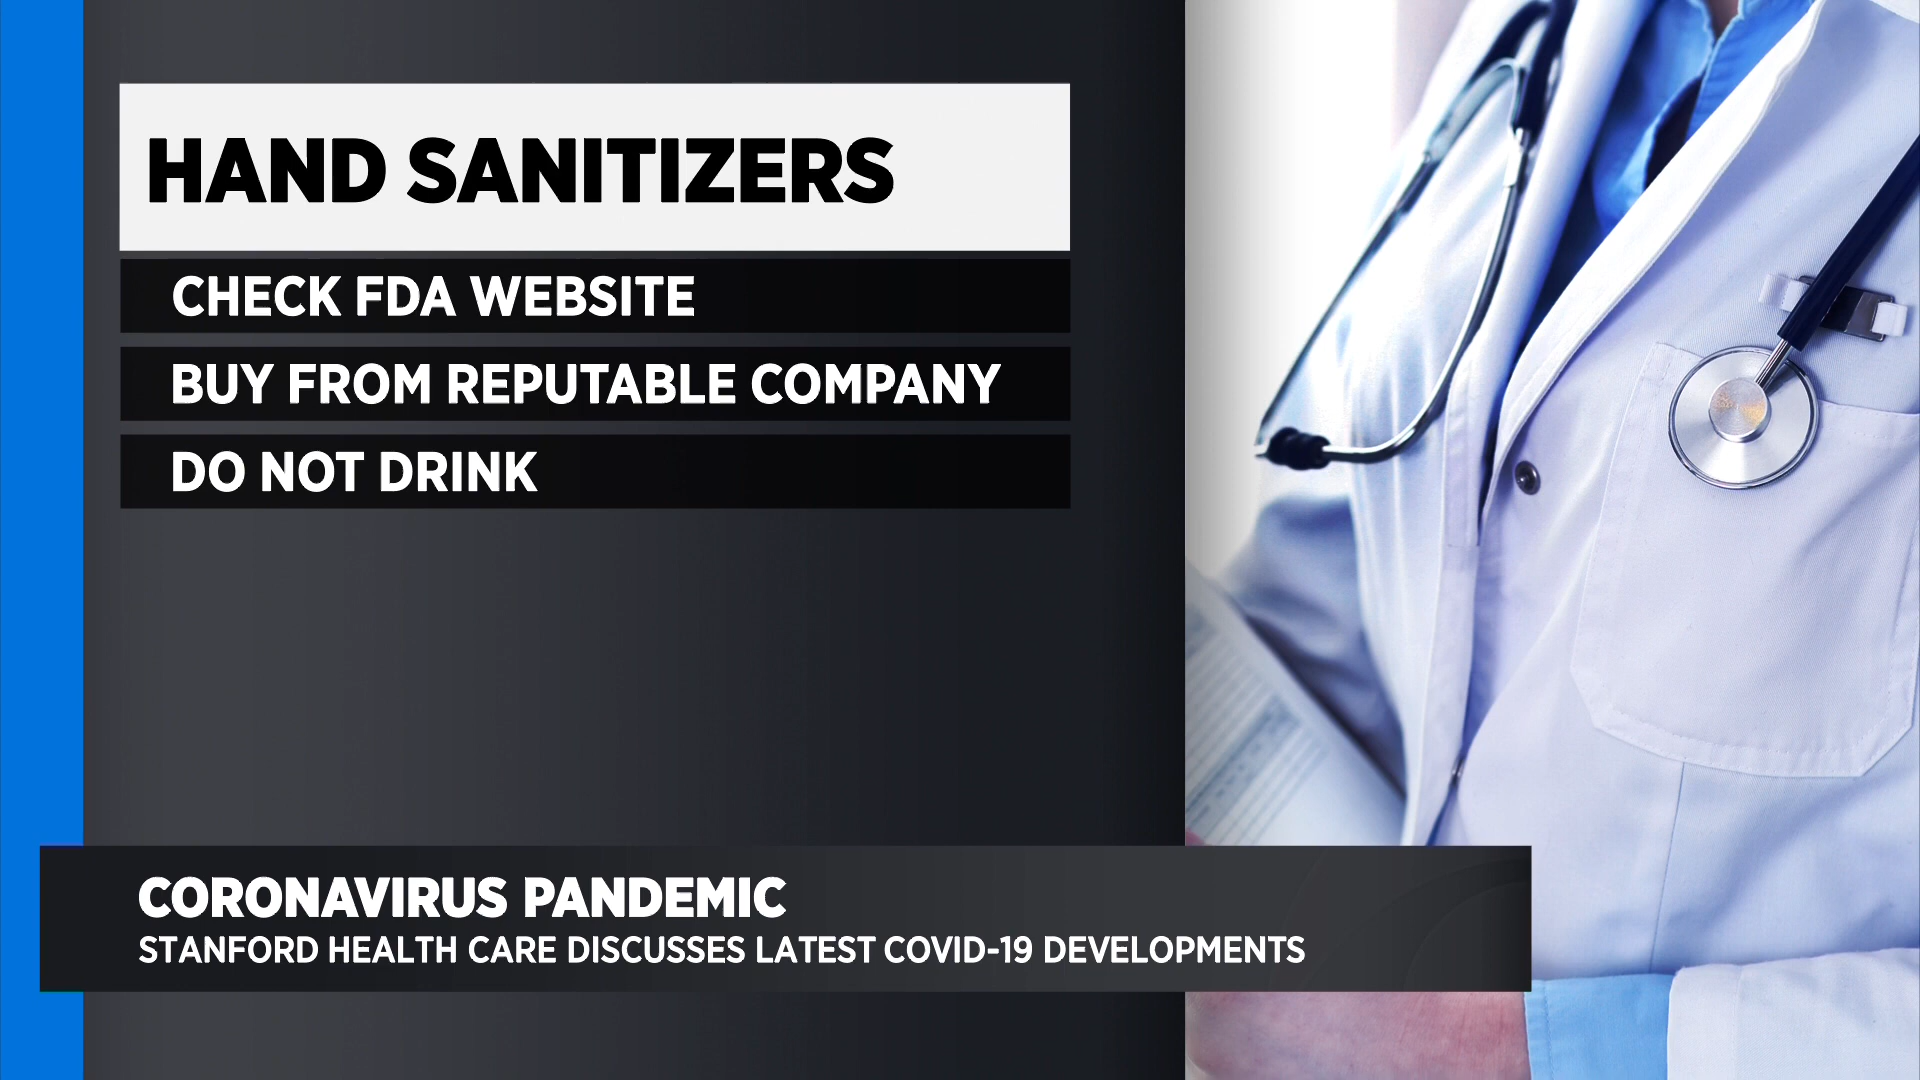 HAND SANITIZERS
CHECK FDA WEBSITE
BUY FROM REPUTABLE COMPANY
DO NOT DRINK
CORONAVIRUS PANDEMIC
STANFORD HEALTH CARE DISCUSSES LATEST COVID-19 DEVELOPMENTS